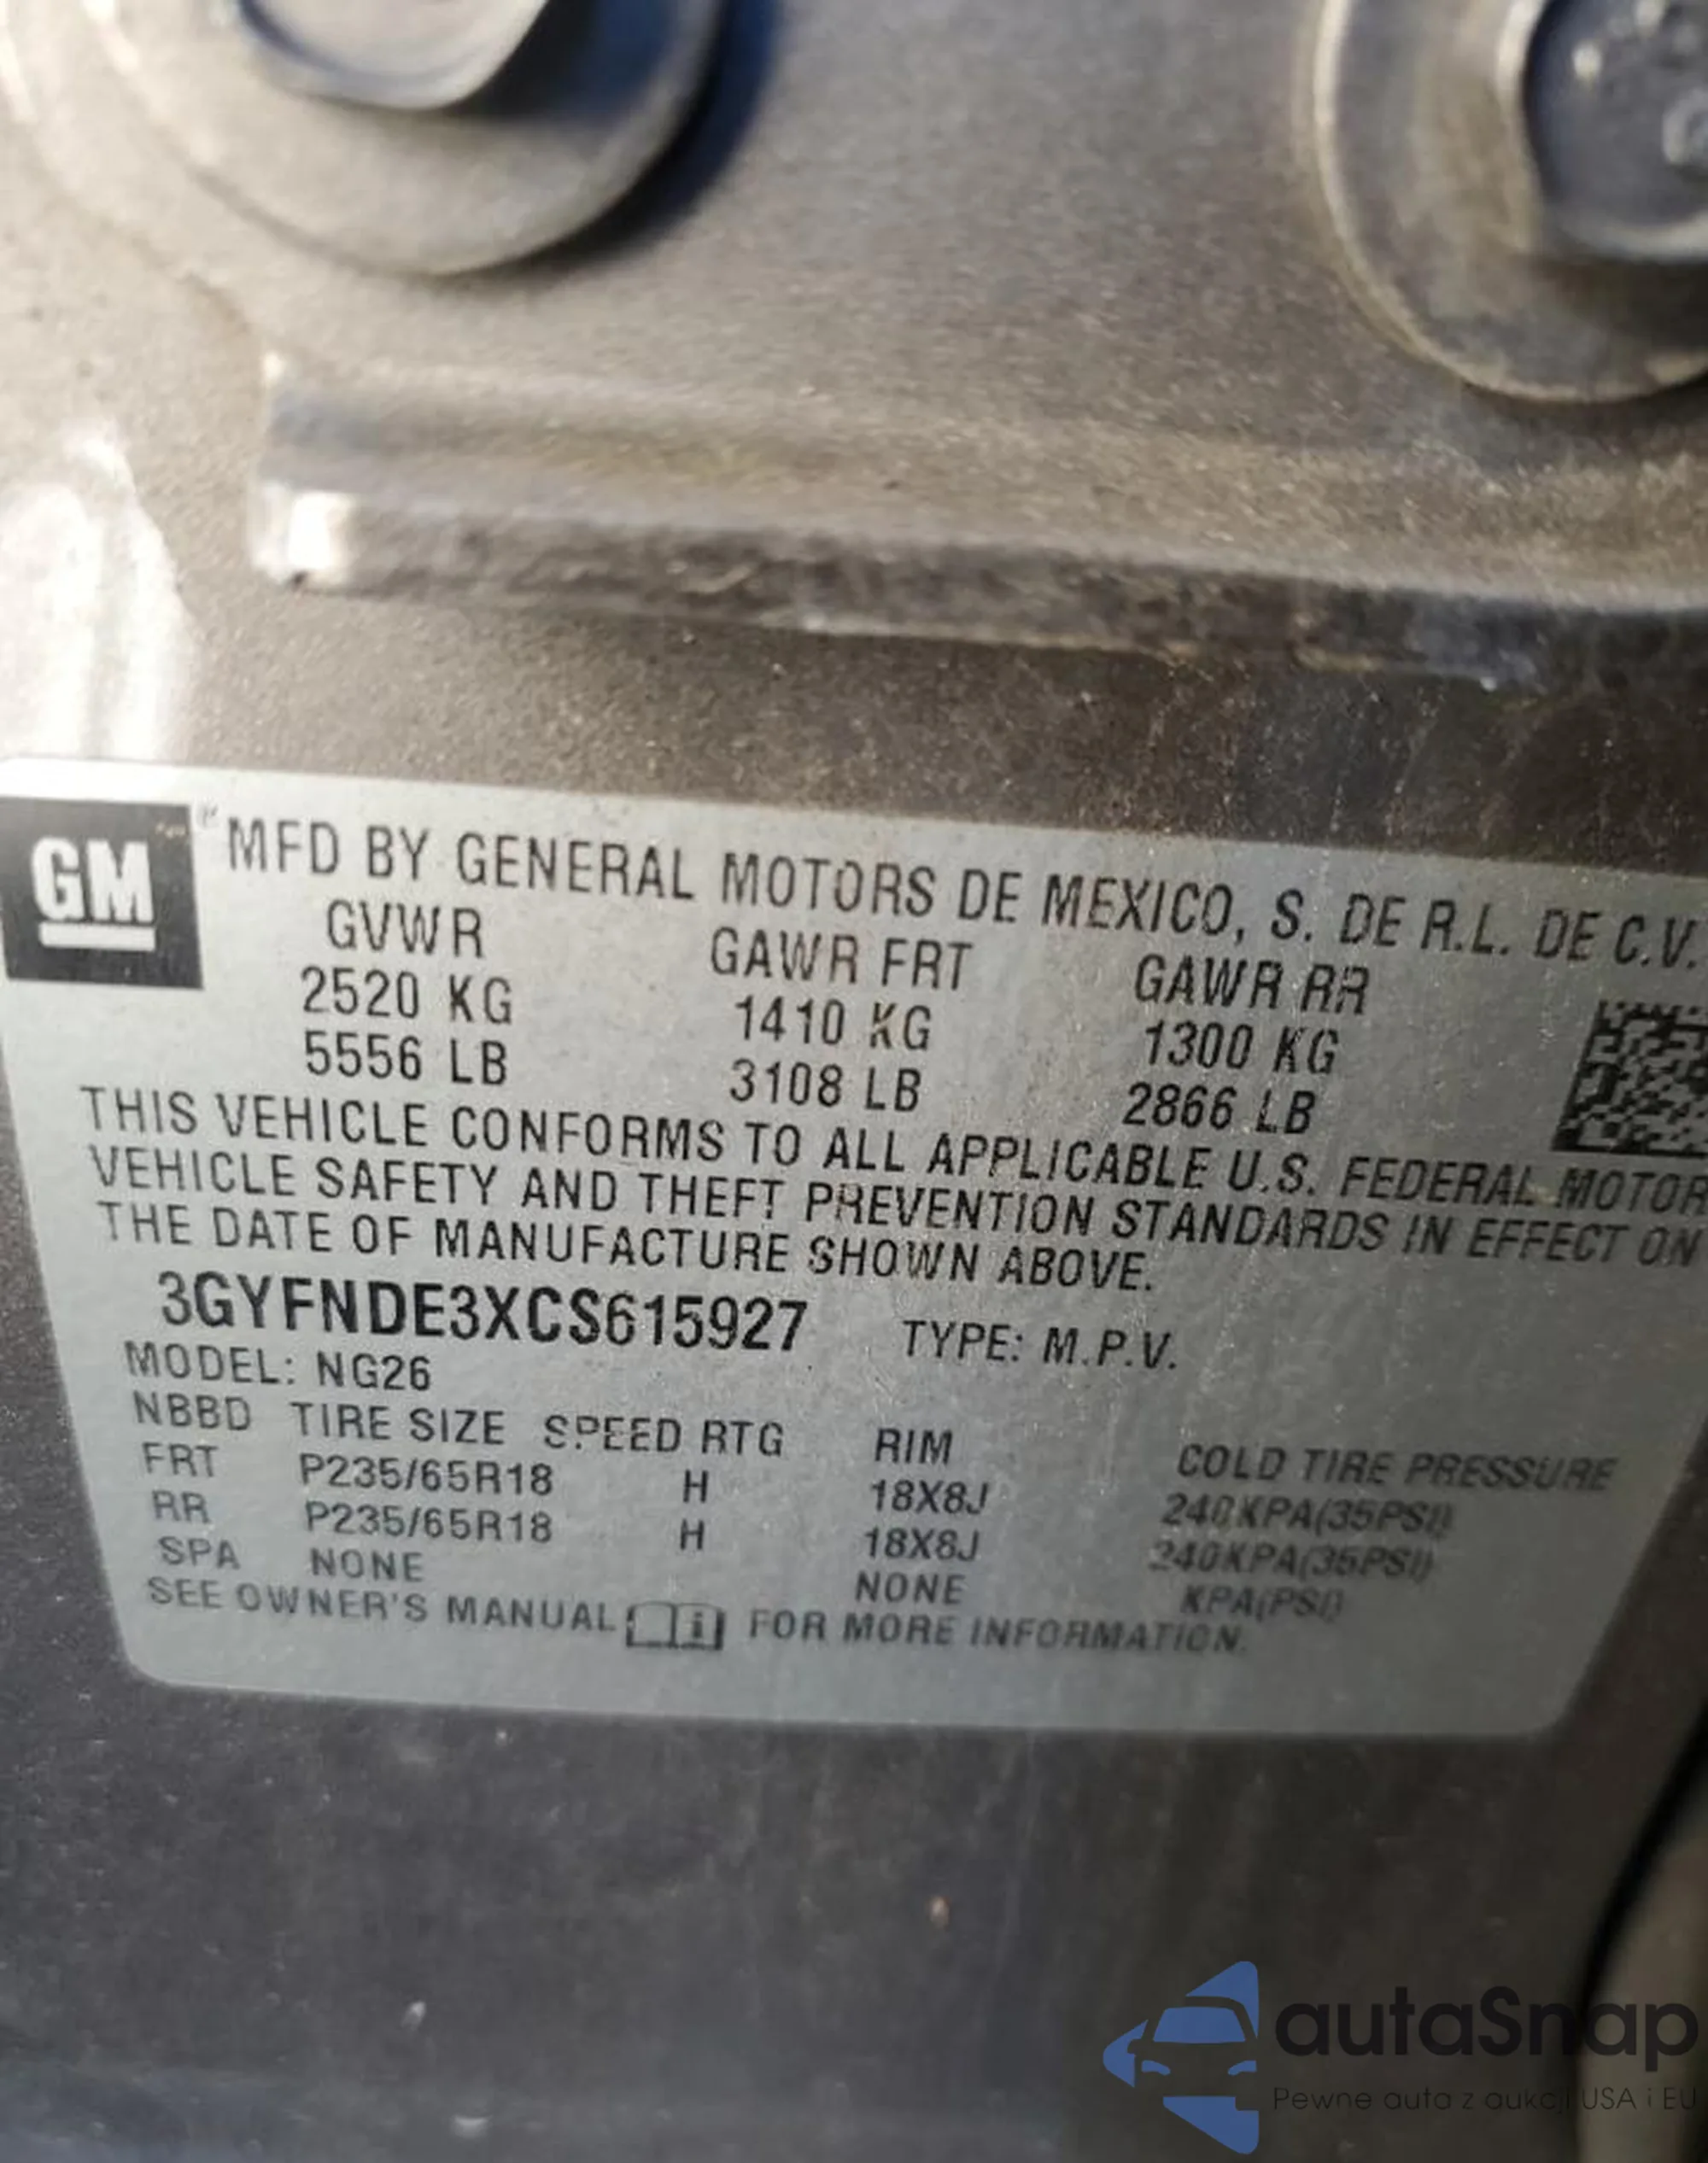 GM
MFD BY GENERAL MOTORS DE MEXICO, S. DE R.L. DE C.V.
GVWR GAWR FRT GAWR RR
2520 KG 1410 KG 1300 KG
5556 LB 3108 LB 2866 LB
THIS VEHICLE CONFORMS TO ALL APPLICABLE U.S. FEDERAL MOTOR
VEHICLE SAFETY AND THEFT PREVENTION STANDARDS IN EFFECT ON
THE DATE OF MANUFACTURE SHOWN ABOVE.
3GYFNDE3XCS615927 TYPE: M.P.V.
MODEL: NG26
NBBD TIRE SIZE SPEED RTG RIM COLD TIRE PRESSURE
FRT P235/65R18 H 18X8J 240KPA(35PSI)
RR P235/65R18 H 18X8J 240KPA(35PSI)
SPA NONE NONE KPA(PSI)
SEE OWNER'S MANUAL i FOR MORE INFORMATION.
autaSnap
Pewne auta z aukcji USA i EU